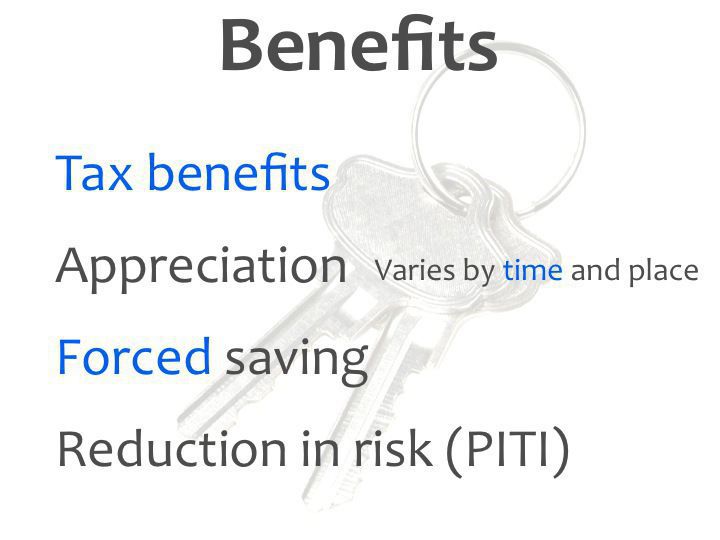 Benefits
Tax benefits
Appreciation Varies by time and place
Forced saving
Reduction in risk (PITI)